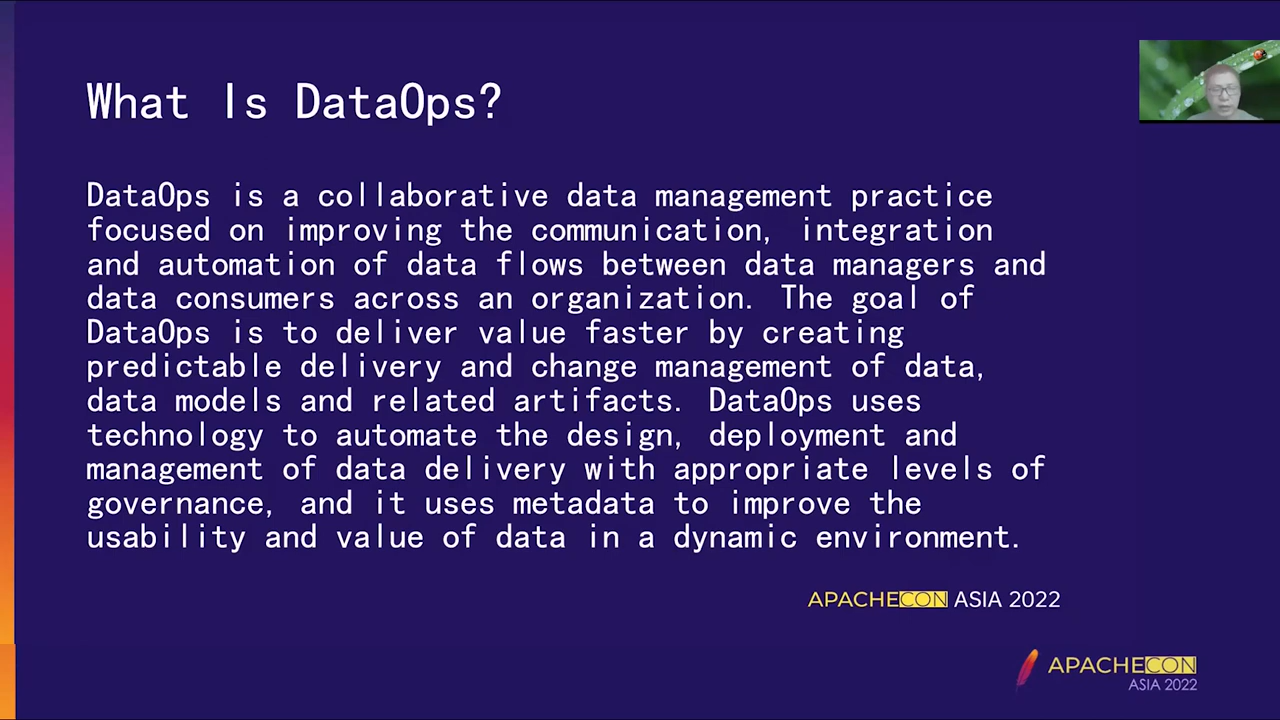 What Is DataOps?
DataOps is a collaborative data management practice
focused on improving the communication, integration
and automation of data flows between data managers and
data consumers across an organization. The goal of
DataOps is to deliver value faster by creating
predictable delivery and change management of data,
data models and related artifacts. DataOps uses
technology to automate the design, deployment and
management of data delivery with appropriate levels of
governance, and it uses metadata to improve the
usability and value of data in a dynamic environment.
APACHECON ASIA 2022
APACHECON
ASIA 2022